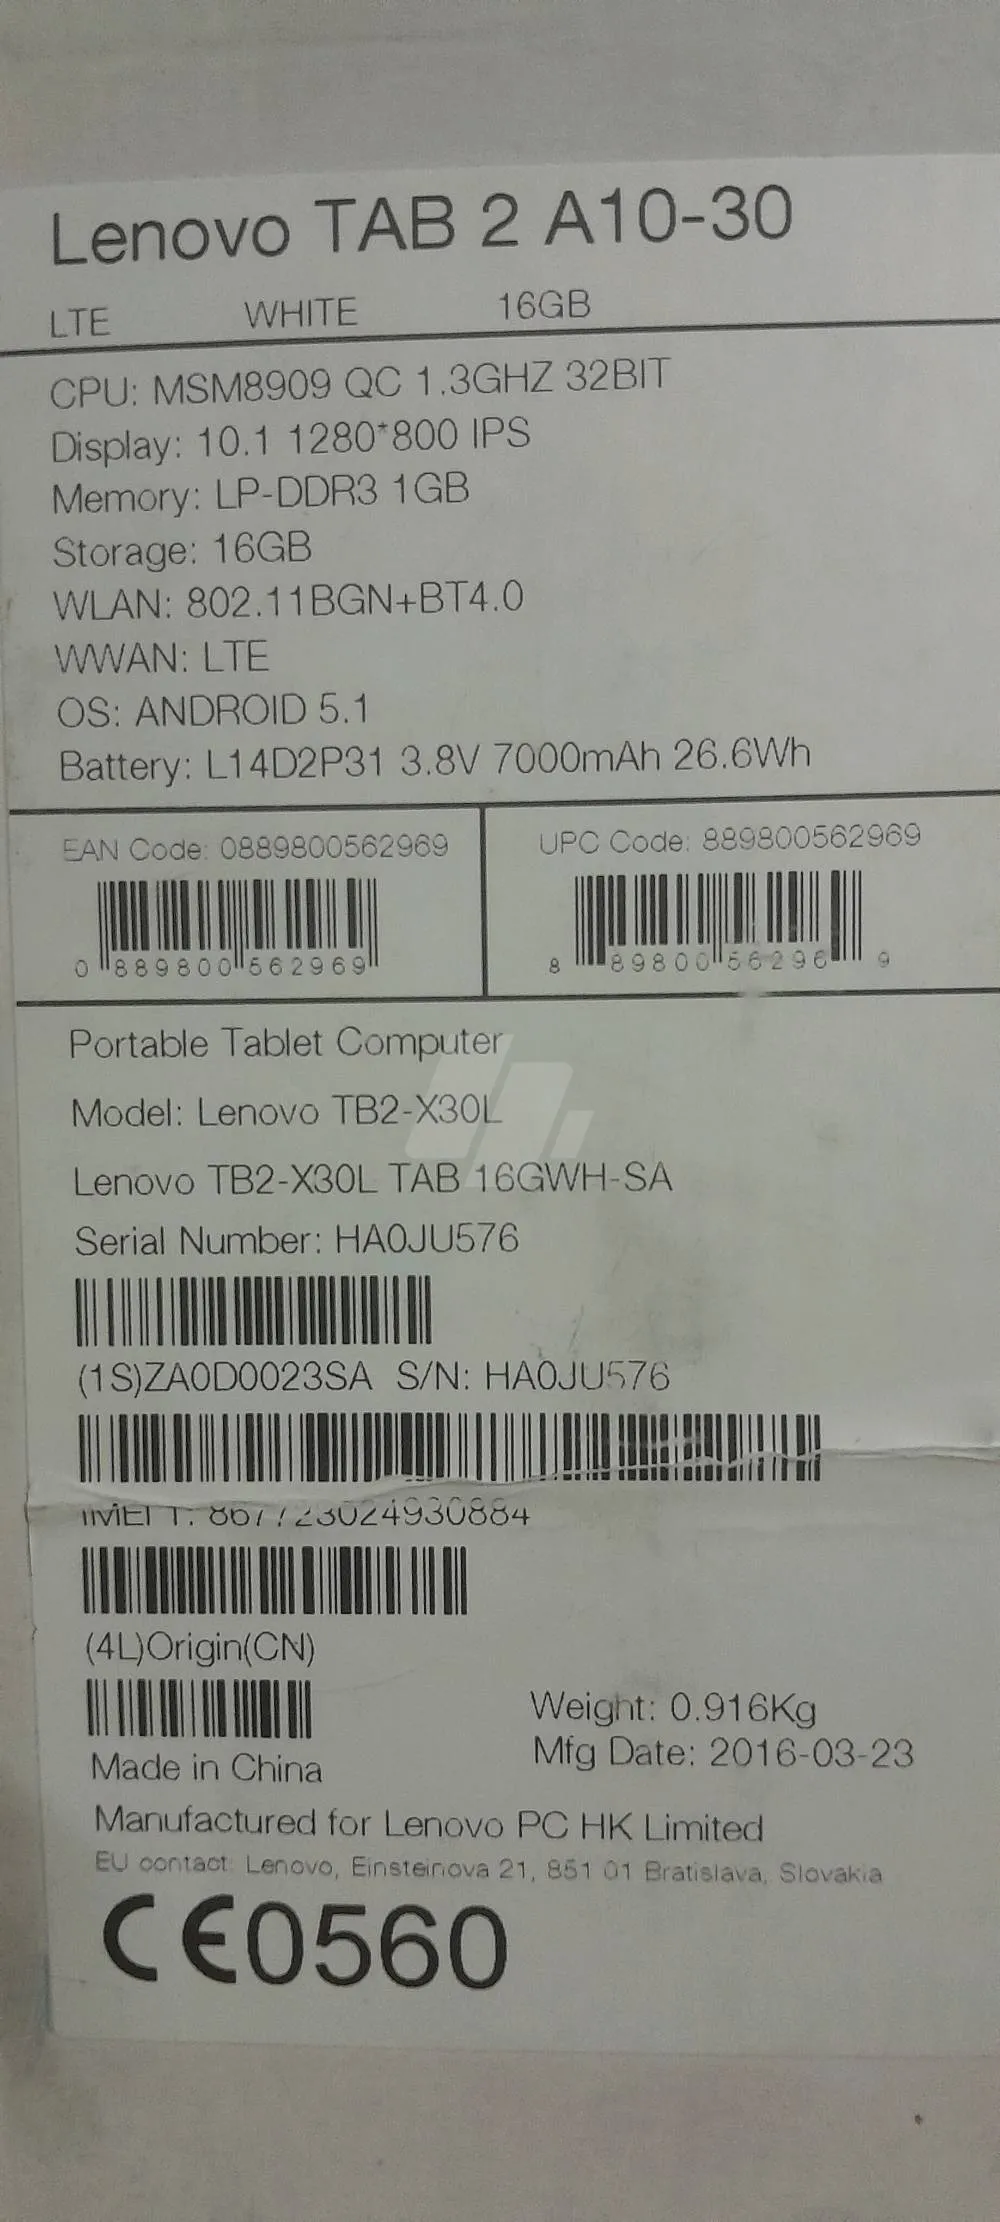 Lenovo TAB 2 A10-30
LTE WHITE 16GB
CPU: MSM8909 QC 1.3GHZ 32BIT
Display: 10.1 1280*800 IPS
Memory: LP-DDR3 1GB
Storage: 16GB
WLAN: 802.11BGN+BT4.0
WWAN: LTE
OS: ANDROID 5.1
Battery: L14D2P31 3.8V 7000mAh 26.6Wh
EAN Code: 0889800562969 UPC Code: 889800562969
0 889800 562969 8 89800 56296 9
Portable Tablet Computer
Model: Lenovo TB2-X30L
Lenovo TB2-X30L TAB 16GWH-SA
Serial Number: HA0JU576
(1S)ZA0D0023SA S/N: HA0JU576
IMEI 1: 867723024930884
(4L)Origin(CN)
Weight: 0.916Kg
Mfg Date: 2016-03-23
Made in China
Manufactured for Lenovo PC HK Limited
EU contact: Lenovo, Einsteinova 21, 851 01 Bratislava, Slovakia
CE0560